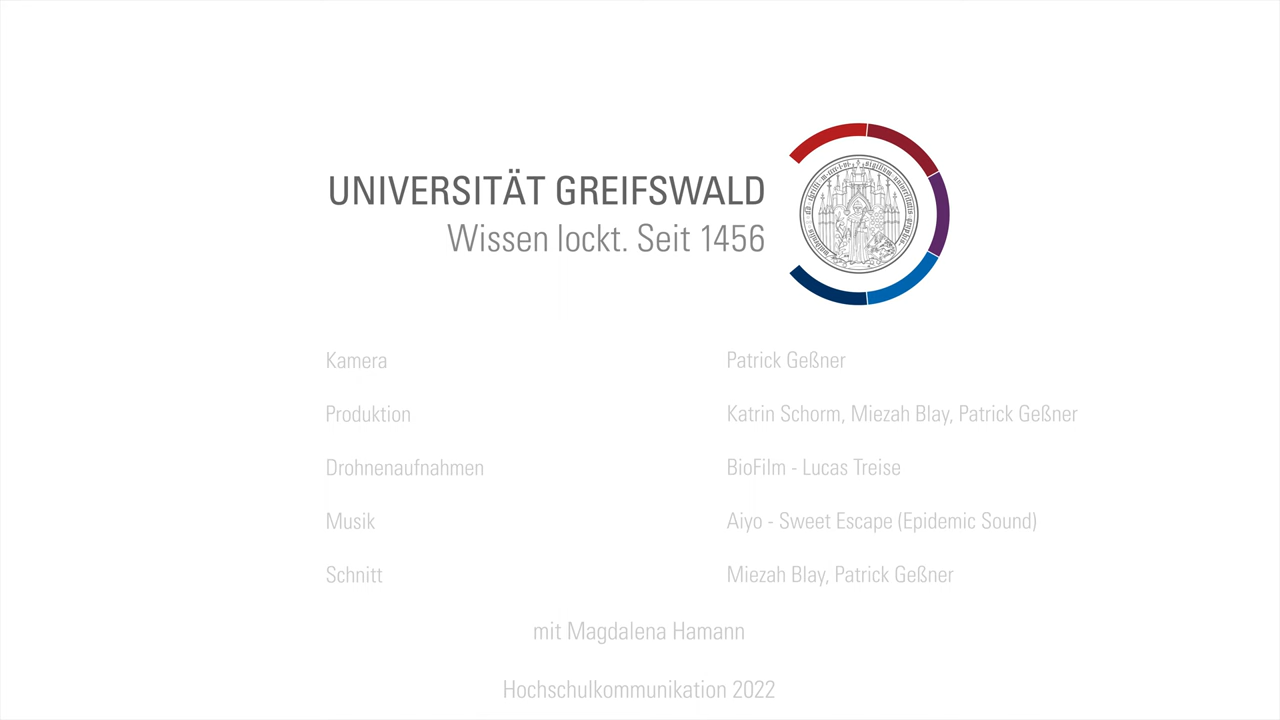 UNIVERSITÄT GREIFSWALD
Wissen lockt. Seit 1456
Kamera Patrick Geßner
Produktion Katrin Schorm, Miezah Blay, Patrick Geßner
Drohnenaufnahmen BioFilm - Lucas Treise
Musik Aiyo - Sweet Escape (Epidemic Sound)
Schnitt Miezah Blay, Patrick Geßner
mit Magdalena Hamann
Hochschulkommunikation 2022